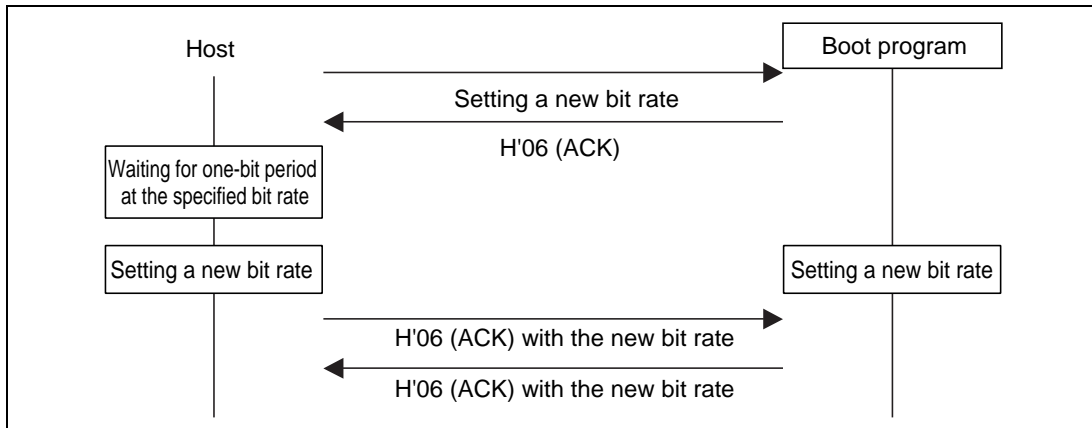 Host
Boot program
Setting a new bit rate
H'06 (ACK)
Waiting for one-bit period
at the specified bit rate
Setting a new bit rate
Setting a new bit rate
H'06 (ACK) with the new bit rate
H'06 (ACK) with the new bit rate